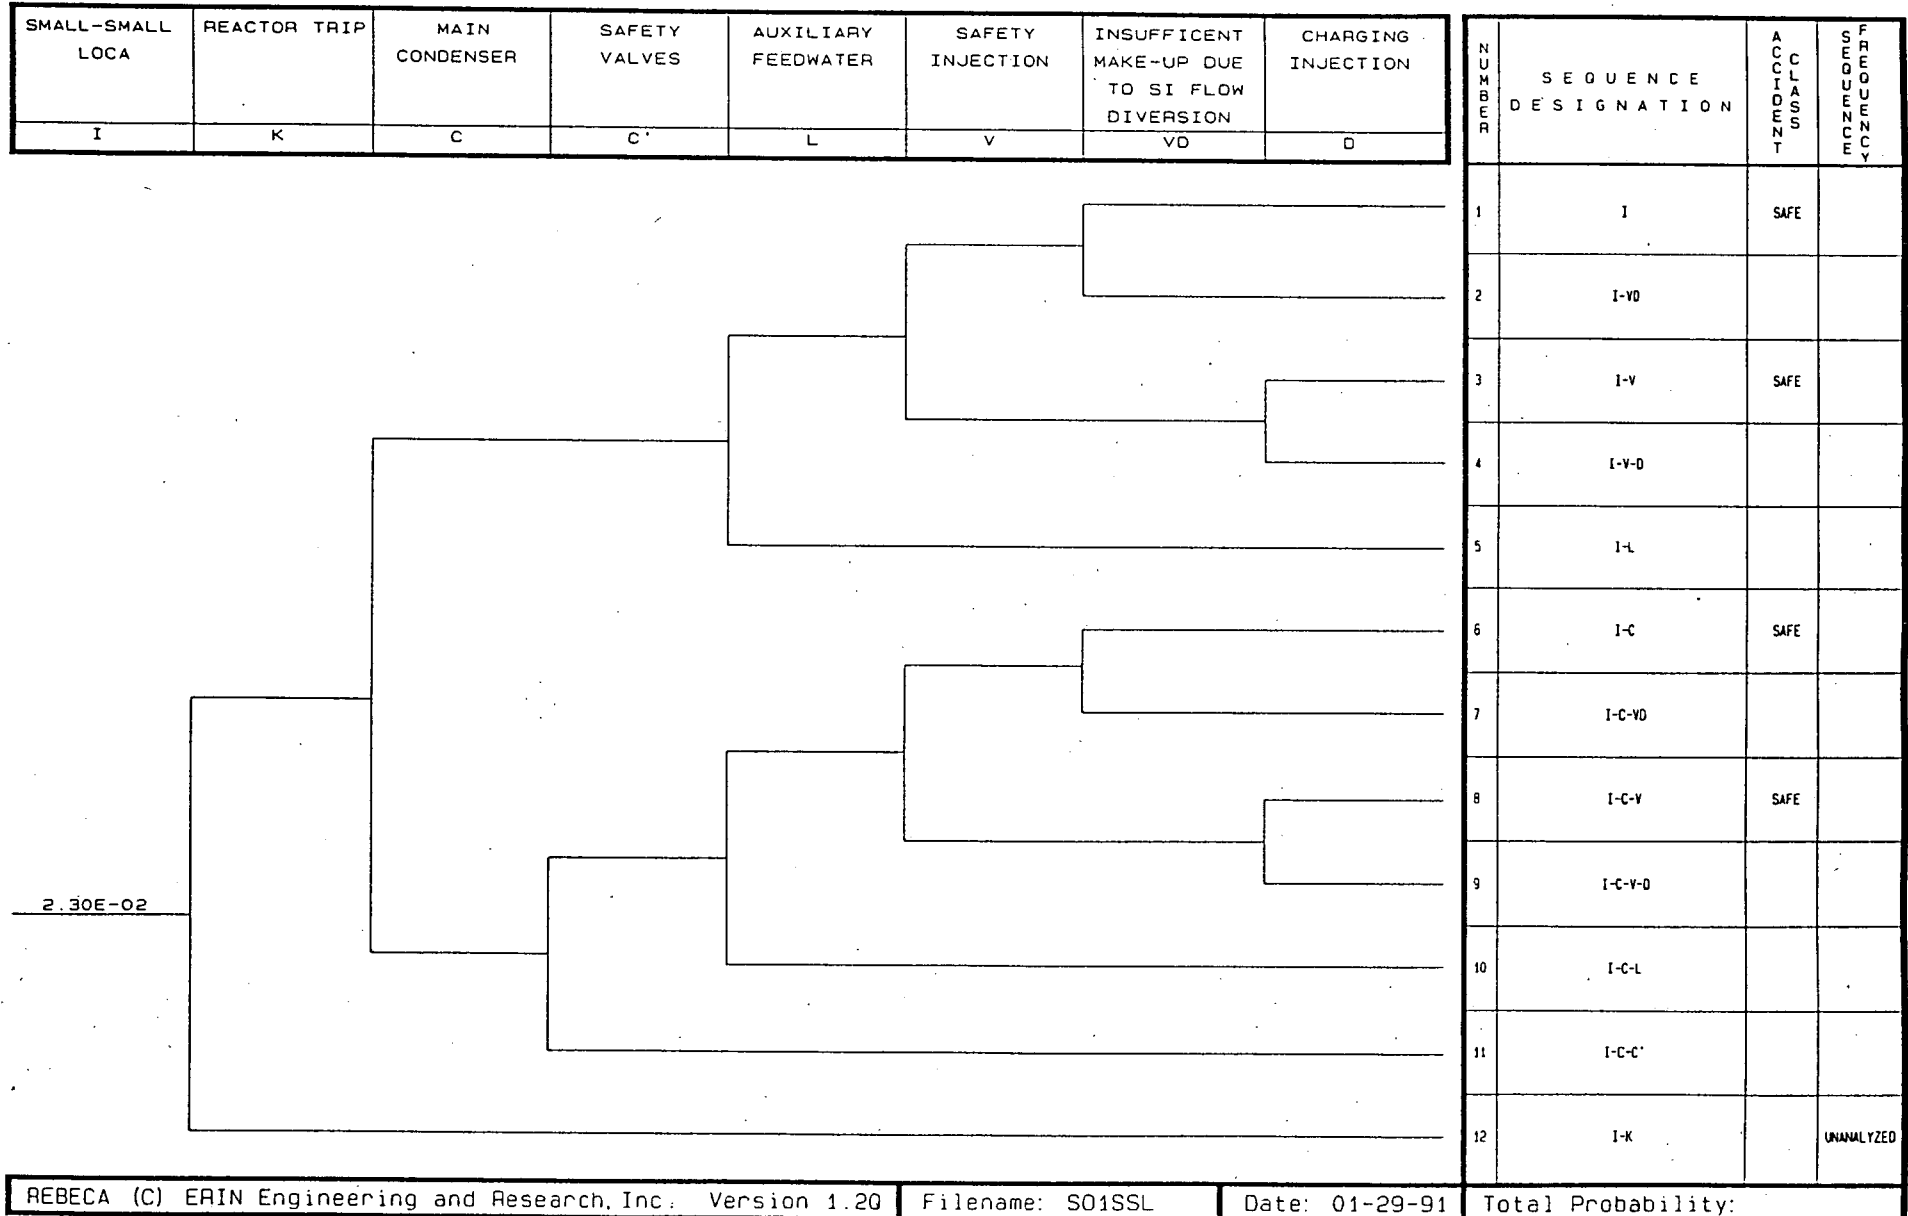 SMALL-SMALL
LOCA
I
REACTOR TRIP
K
MAIN
CONDENSER
C
SAFETY
VALVES
C'
AUXILIARY
FEEDWATER
L
SAFETY
INJECTION
V
INSUFFICENT
MAKE-UP DUE
TO SI FLOW
DIVERSION
VD
CHARGING
INJECTION
D
NUMBER
SEQUENCE
DESIGNATION
ACCIDENT
CLASS
SEQUENCE
FREQUENCY
1 I SAFE
2 I-VD
3 I-V SAFE
4 I-V-D
5 I-L
6 I-C SAFE
7 I-C-VD
8 I-C-V SAFE
9 I-C-V-D
10 I-C-L
11 I-C-C'
12 I-K UNANALYZED
2.30E-02
REBECA (C) ERIN Engineering and Research, Inc. Version 1.20
Filename: SO1SSL
Date: 01-29-91
Total Probability: